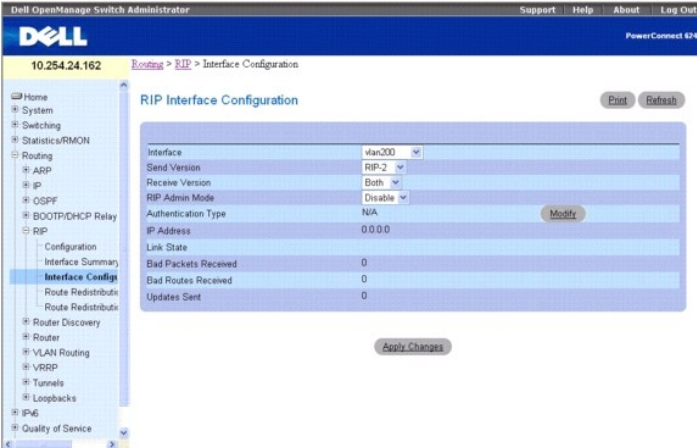 Dell OpenManage Switch Administrator
Support Help About Log Out
DELL
PowerConnect 624
10.254.24.162
Routing > RIP > Interface Configuration
Home
System
Switching
Statistics/RMON
Routing
ARP
IP
OSPF
BOOTP/DHCP Relay
RIP
Configuration
Interface Summary
Interface Configu
Route Redistributic
Route Redistributic
Router Discovery
Router
VLAN Routing
VRRP
Tunnels
Loopbacks
IPv6
Quality of Service
RIP Interface Configuration
Print Refresh
Interface vlan200
Send Version RIP-2
Receive Version Both
RIP Admin Mode Disable
Authentication Type N/A Modify
IP Address 0.0.0.0
Link State
Bad Packets Received 0
Bad Routes Received 0
Updates Sent 0
Apply Changes